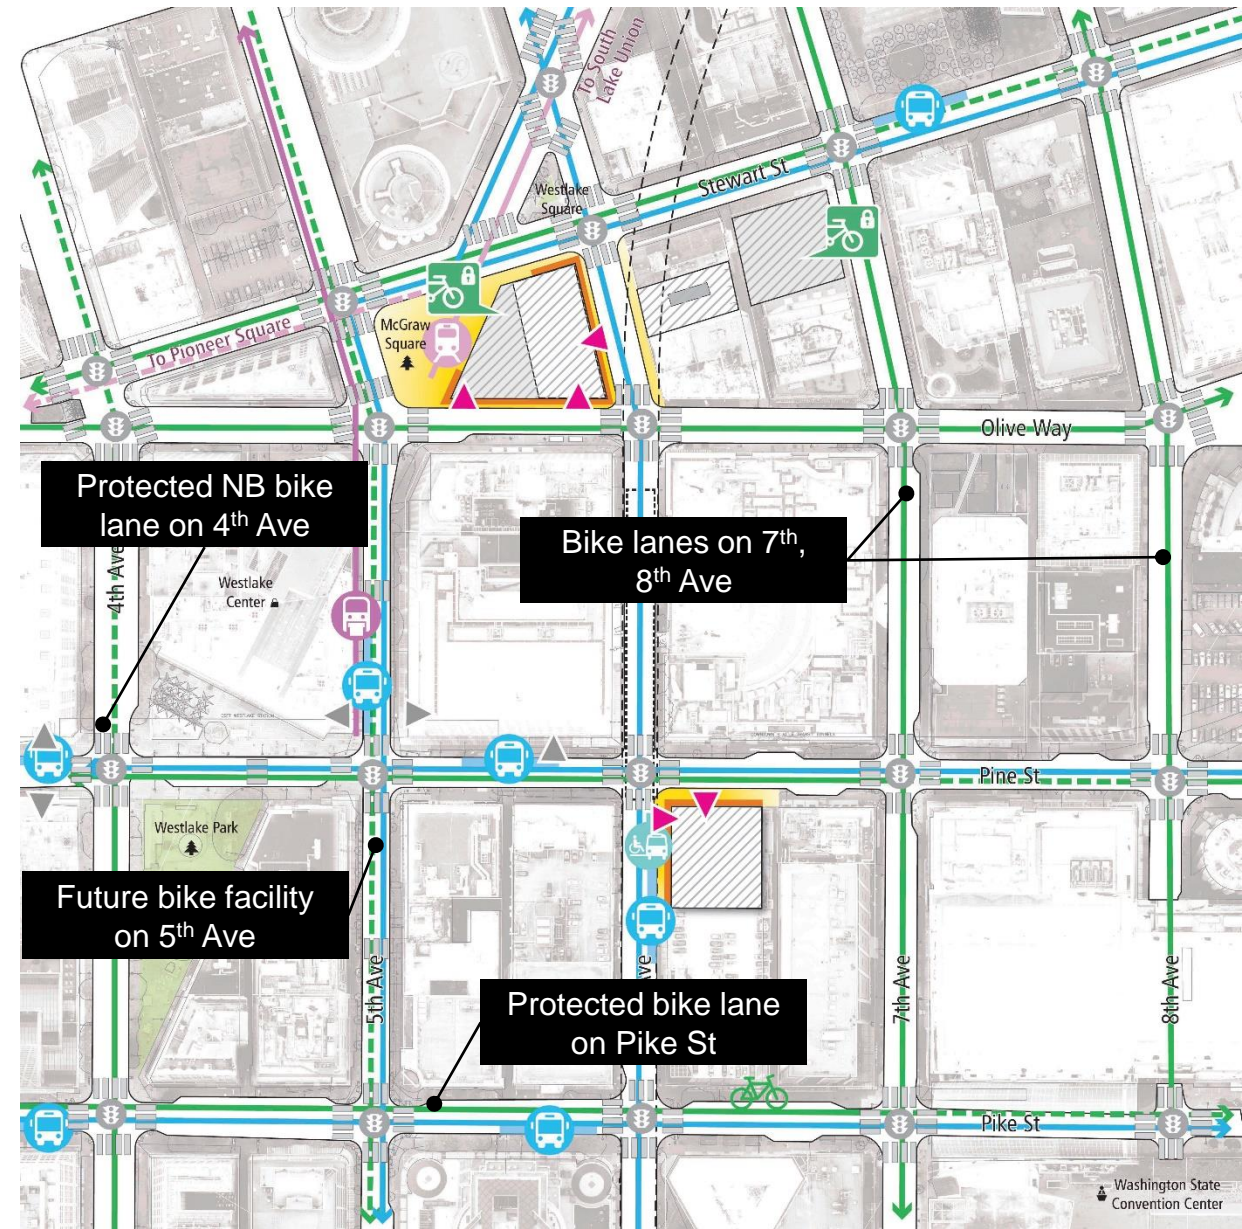 To South
Lake Union
Westlake
Square
Stewart St
McGraw
Square
To Pioneer Square
Olive Way
Protected NB bike
lane on 4th Ave
Bike lanes on 7th,
8th Ave
4th Ave
Westlake
Center
Pine St
Westlake Park
Future bike facility
on 5th Ave
5th Ave
Ave
7th Ave
8th Ave
Protected bike lane
on Pike St
Pike St
Washington State
Convention Center